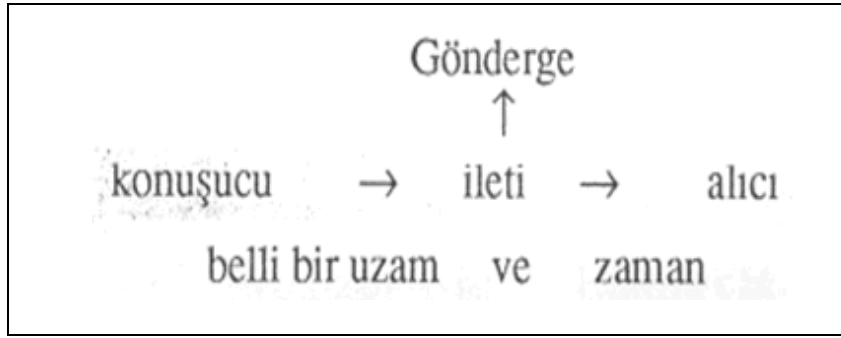 Gönderge
↑
konuşucu → ileti → alıcı
belli bir uzam ve zaman